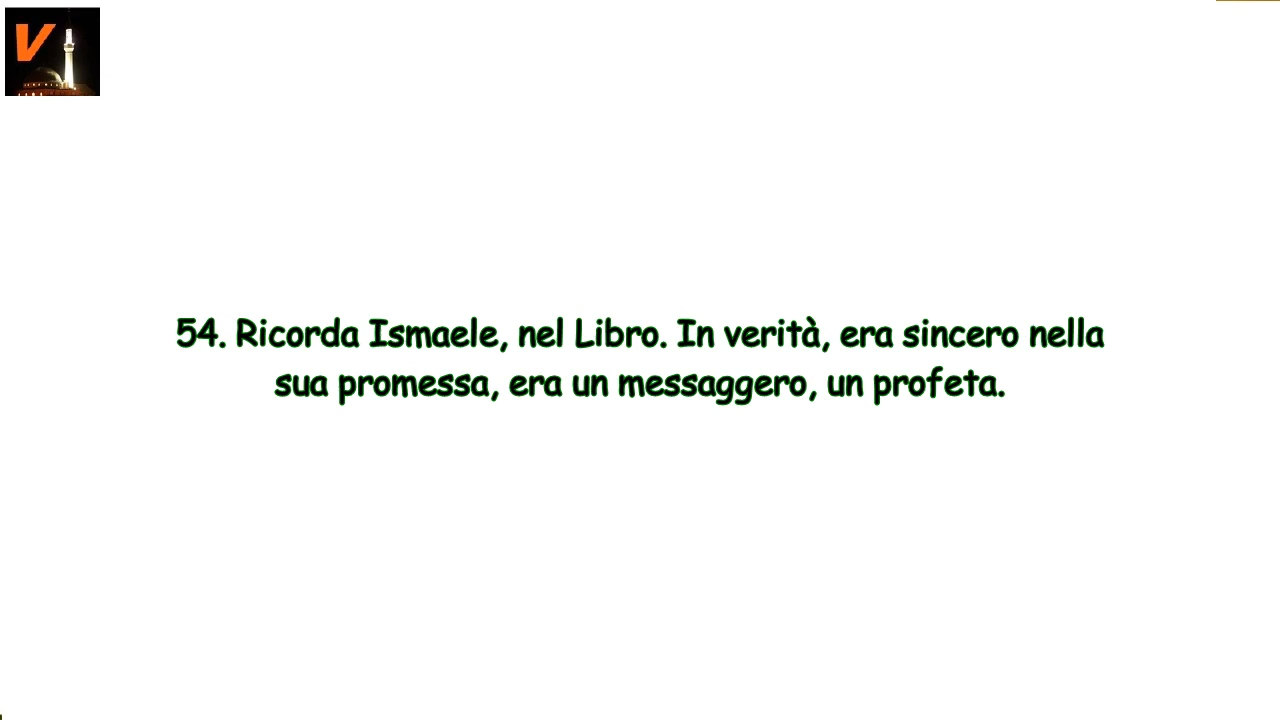 V
54. Ricorda Ismaele, nel Libro. In verità, era sincero nella
sua promessa, era un messaggero, un profeta.